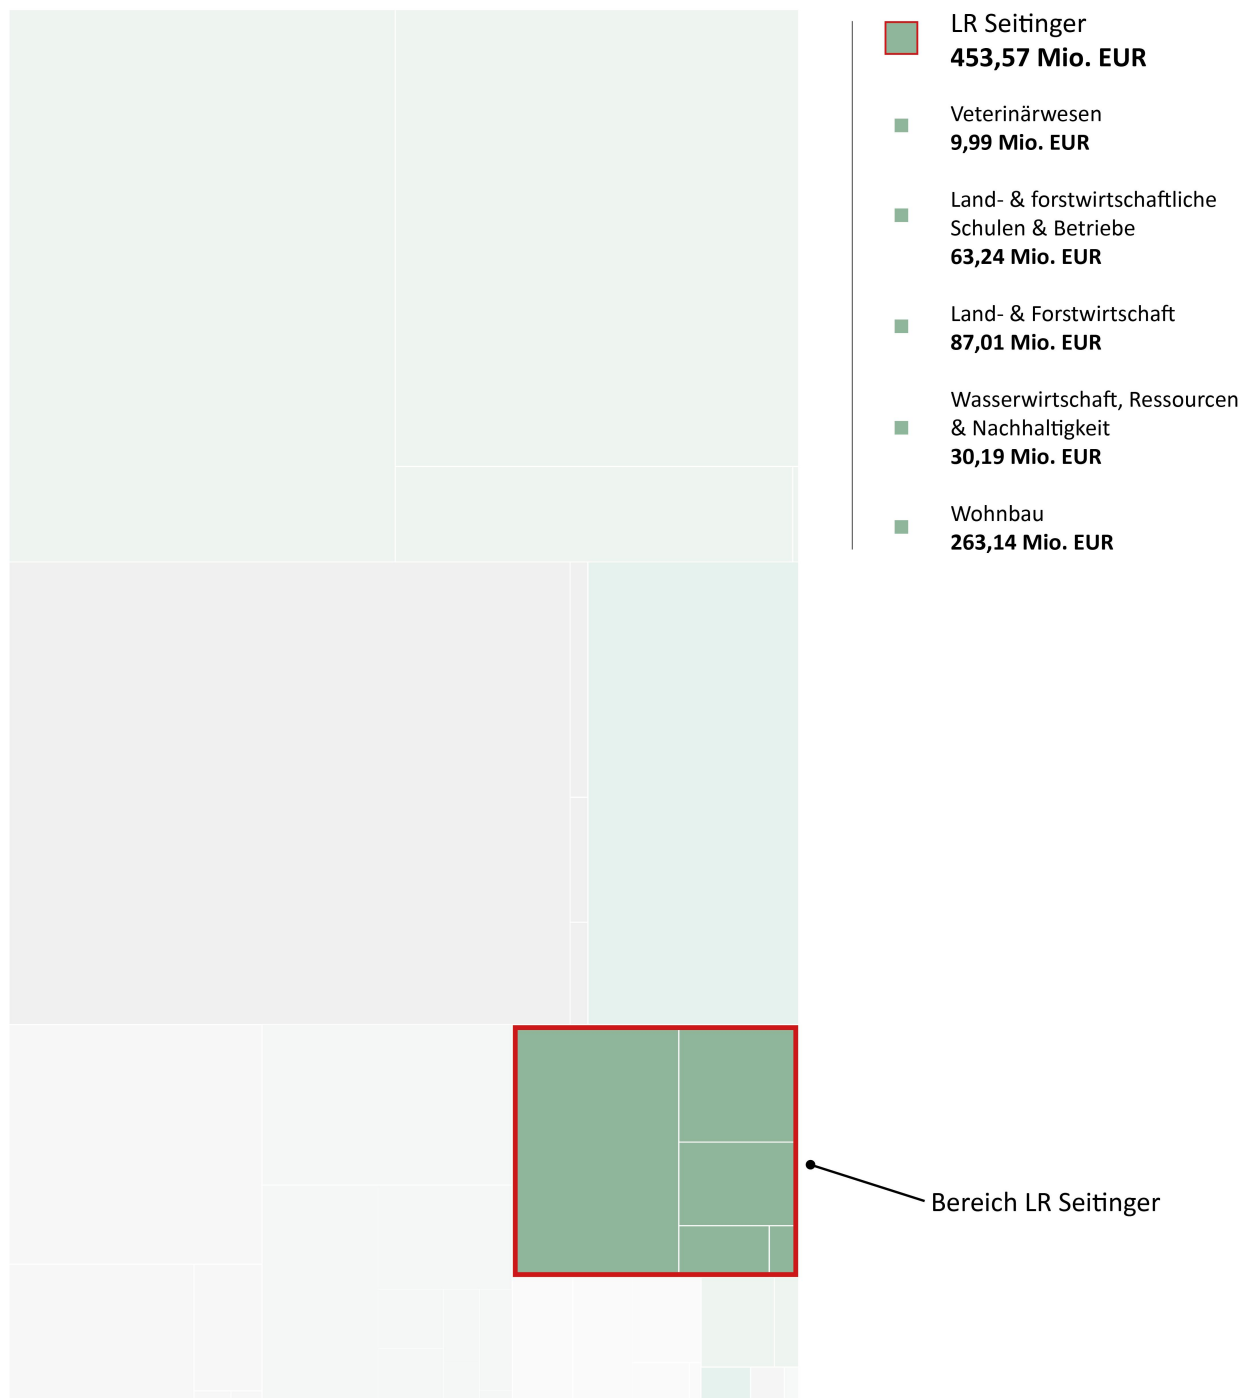 LR Seitinger
453,57 Mio. EUR
Veterinärwesen
9,99 Mio. EUR
Land- & forstwirtschaftliche
Schulen & Betriebe
63,24 Mio. EUR
Land- & Forstwirtschaft
87,01 Mio. EUR
Wasserwirtschaft, Ressourcen
& Nachhaltigkeit
30,19 Mio. EUR
Wohnbau
263,14 Mio. EUR
Bereich LR Seitinger